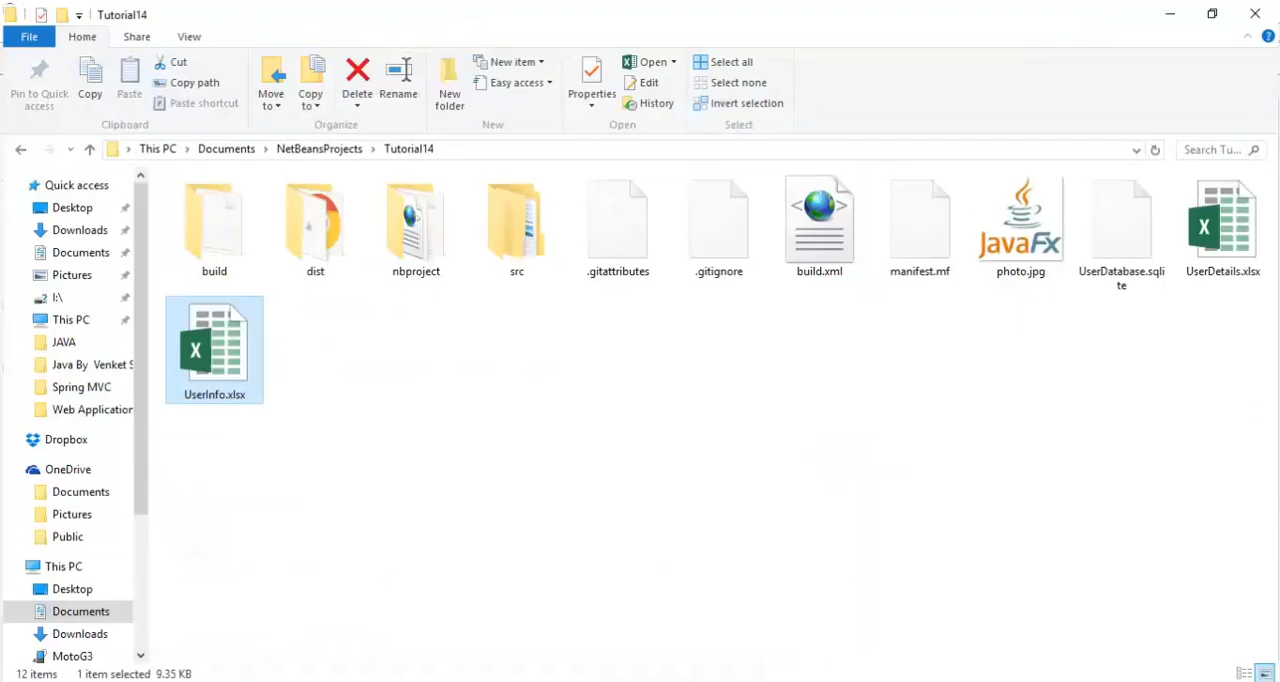 Tutorial14
File Home Share View
Pin to Quick access
Copy
Paste
Cut
Copy path
Paste shortcut
Clipboard
Move to
Copy to
Delete
Rename
Organize
New folder
New item
Easy access
New
Properties
Open
Edit
History
Open
Select all
Select none
Invert selection
Select
This PC Documents NetBeansProjects Tutorial14
Search Tu...
Quick access
Desktop
Downloads
Documents
Pictures
I:\
This PC
JAVA
Java By Venket S
Spring MVC
Web Application
Dropbox
OneDrive
Documents
Pictures
Public
This PC
Desktop
Documents
Downloads
MotoG3
build
dist
nbproject
src
.gitattributes
.gitignore
build.xml
manifest.mf
JavaFX
photo.jpg
UserDatabase.sqli
te
X
UserDetails.xlsx
X
UserInfo.xlsx
12 items 1 item selected 9.35 KB